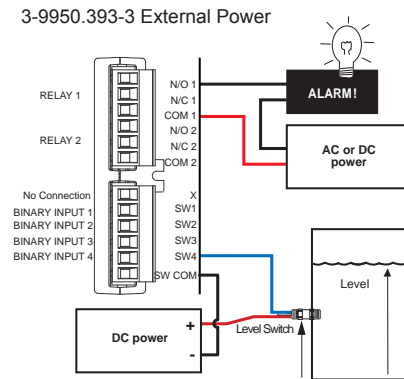 3-9950.393-3 External Power
RELAY 1
RELAY 2
N/O 1
N/C 1
COM 1
N/O 2
N/C 2
COM 2
ALARM!
AC or DC
power
No Connection
BINARY INPUT 1
BINARY INPUT 2
BINARY INPUT 3
BINARY INPUT 4
X
SW1
SW2
SW3
SW4
SW COM
Level
Level Switch
DC power
+
-